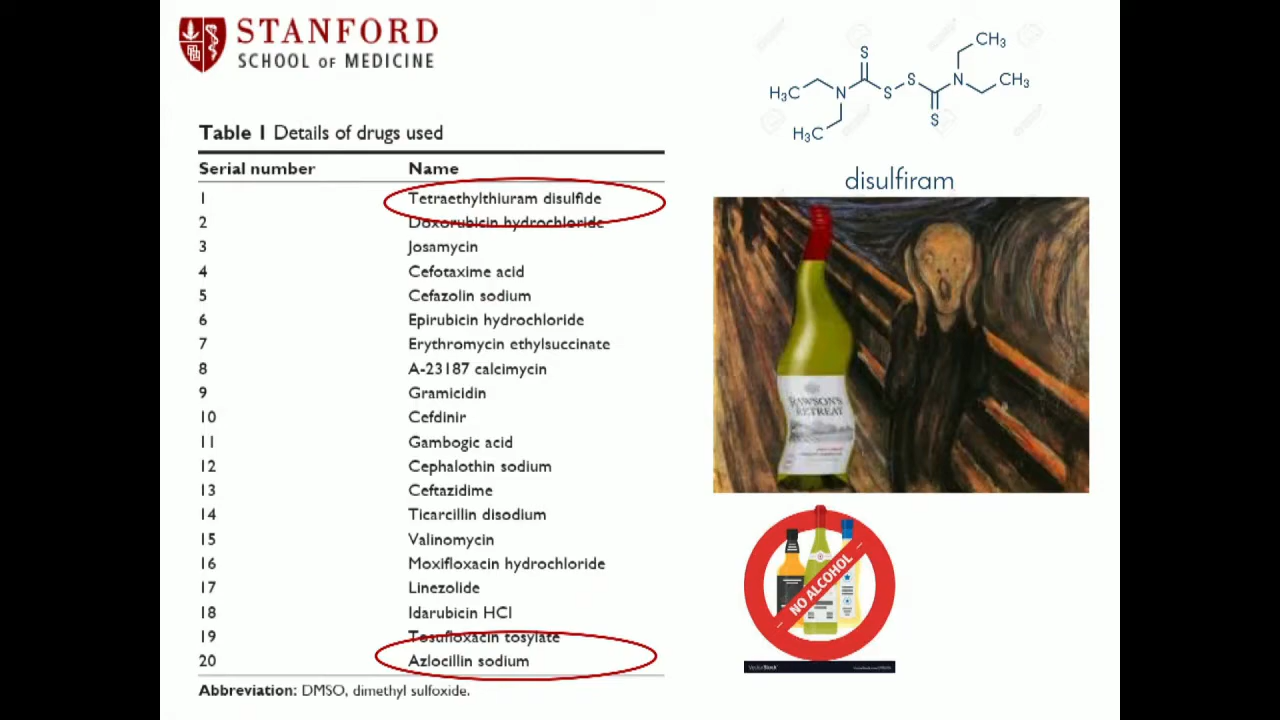 STANFORD
SCHOOL OF MEDICINE
Table 1 Details of drugs used
Serial number Name
1 Tetraethylthiuram disulfide
2 Doxorubicin hydrochloride
3 Josamycin
4 Cefotaxime acid
5 Cefazolin sodium
6 Epirubicin hydrochloride
7 Erythromycin ethylsuccinate
8 A-23187 calcimycin
9 Gramicidin
10 Cefdinir
11 Gambogic acid
12 Cephalothin sodium
13 Ceftazidime
14 Ticarcillin disodium
15 Valinomycin
16 Moxifloxacin hydrochloride
17 Linezolide
18 Idarubicin HCl
19 Tosufloxacin tosylate
20 Azlocillin sodium
Abbreviation: DMSO, dimethyl sulfoxide.
S CH₃
H₃C N S S N CH₃
H₃C S
disulfiram
RAWSON'S
RETREAT
NO ALCOHOL
VectorStock